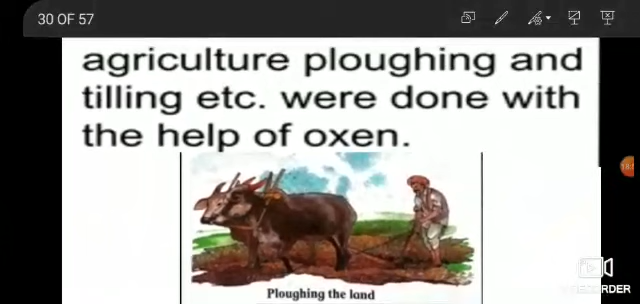 30 OF 57
agriculture ploughing and
tilling etc. were done with
the help of oxen.
Ploughing the land